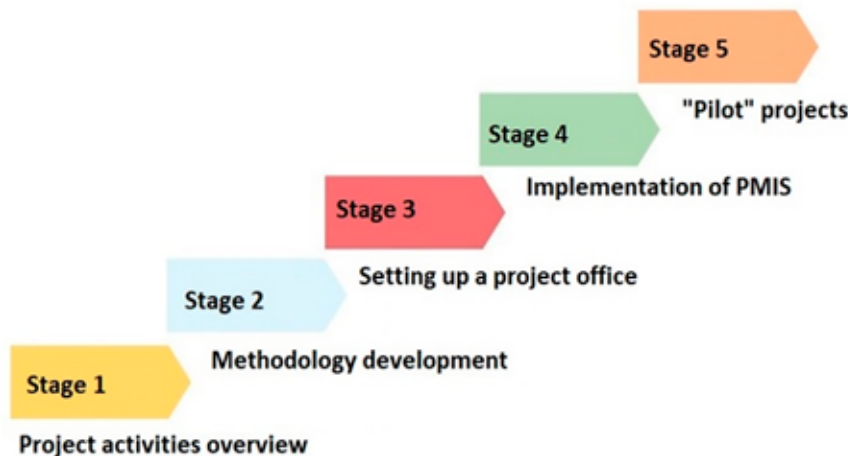 Stage 5
"Pilot" projects
Stage 4
Implementation of PMIS
Stage 3
Setting up a project office
Stage 2
Methodology development
Stage 1
Project activities overview